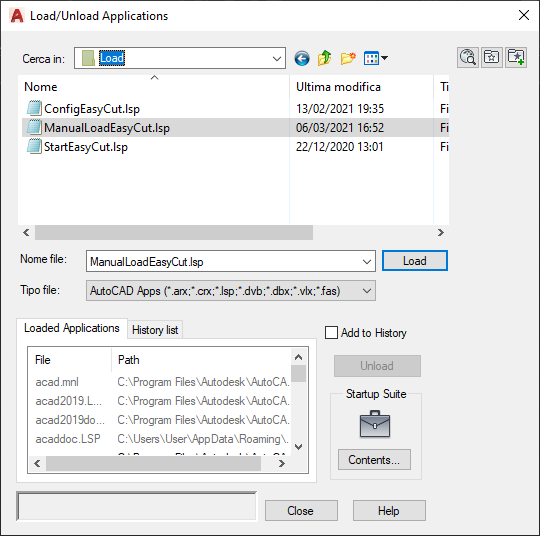 Load/Unload Applications
Cerca in: Load
Nome Ultima modifica Ti
ConfigEasyCut.lsp 13/02/2021 19:35 Fi
ManualLoadEasyCut.lsp 06/03/2021 16:52 Fi
StartEasyCut.lsp 22/12/2020 13:01 Fi
Nome file: ManualLoadEasyCut.lsp Load
Tipo file: AutoCAD Apps (*.arx;*.crx;*.lsp;*.dvb;*.dbx;*.vlx;*.fas)
Loaded Applications History list
Add to History
File Path
Unload
acad.mnl C:\Program Files\Autodesk\AutoCA...
acad2019.L... C:\Program Files\Autodesk\AutoCA...
acad2019do... C:\Program Files\Autodesk\AutoCA...
acaddoc.LSP C:\Users\User\AppData\Roaming\...
Startup Suite
Contents...
Close Help